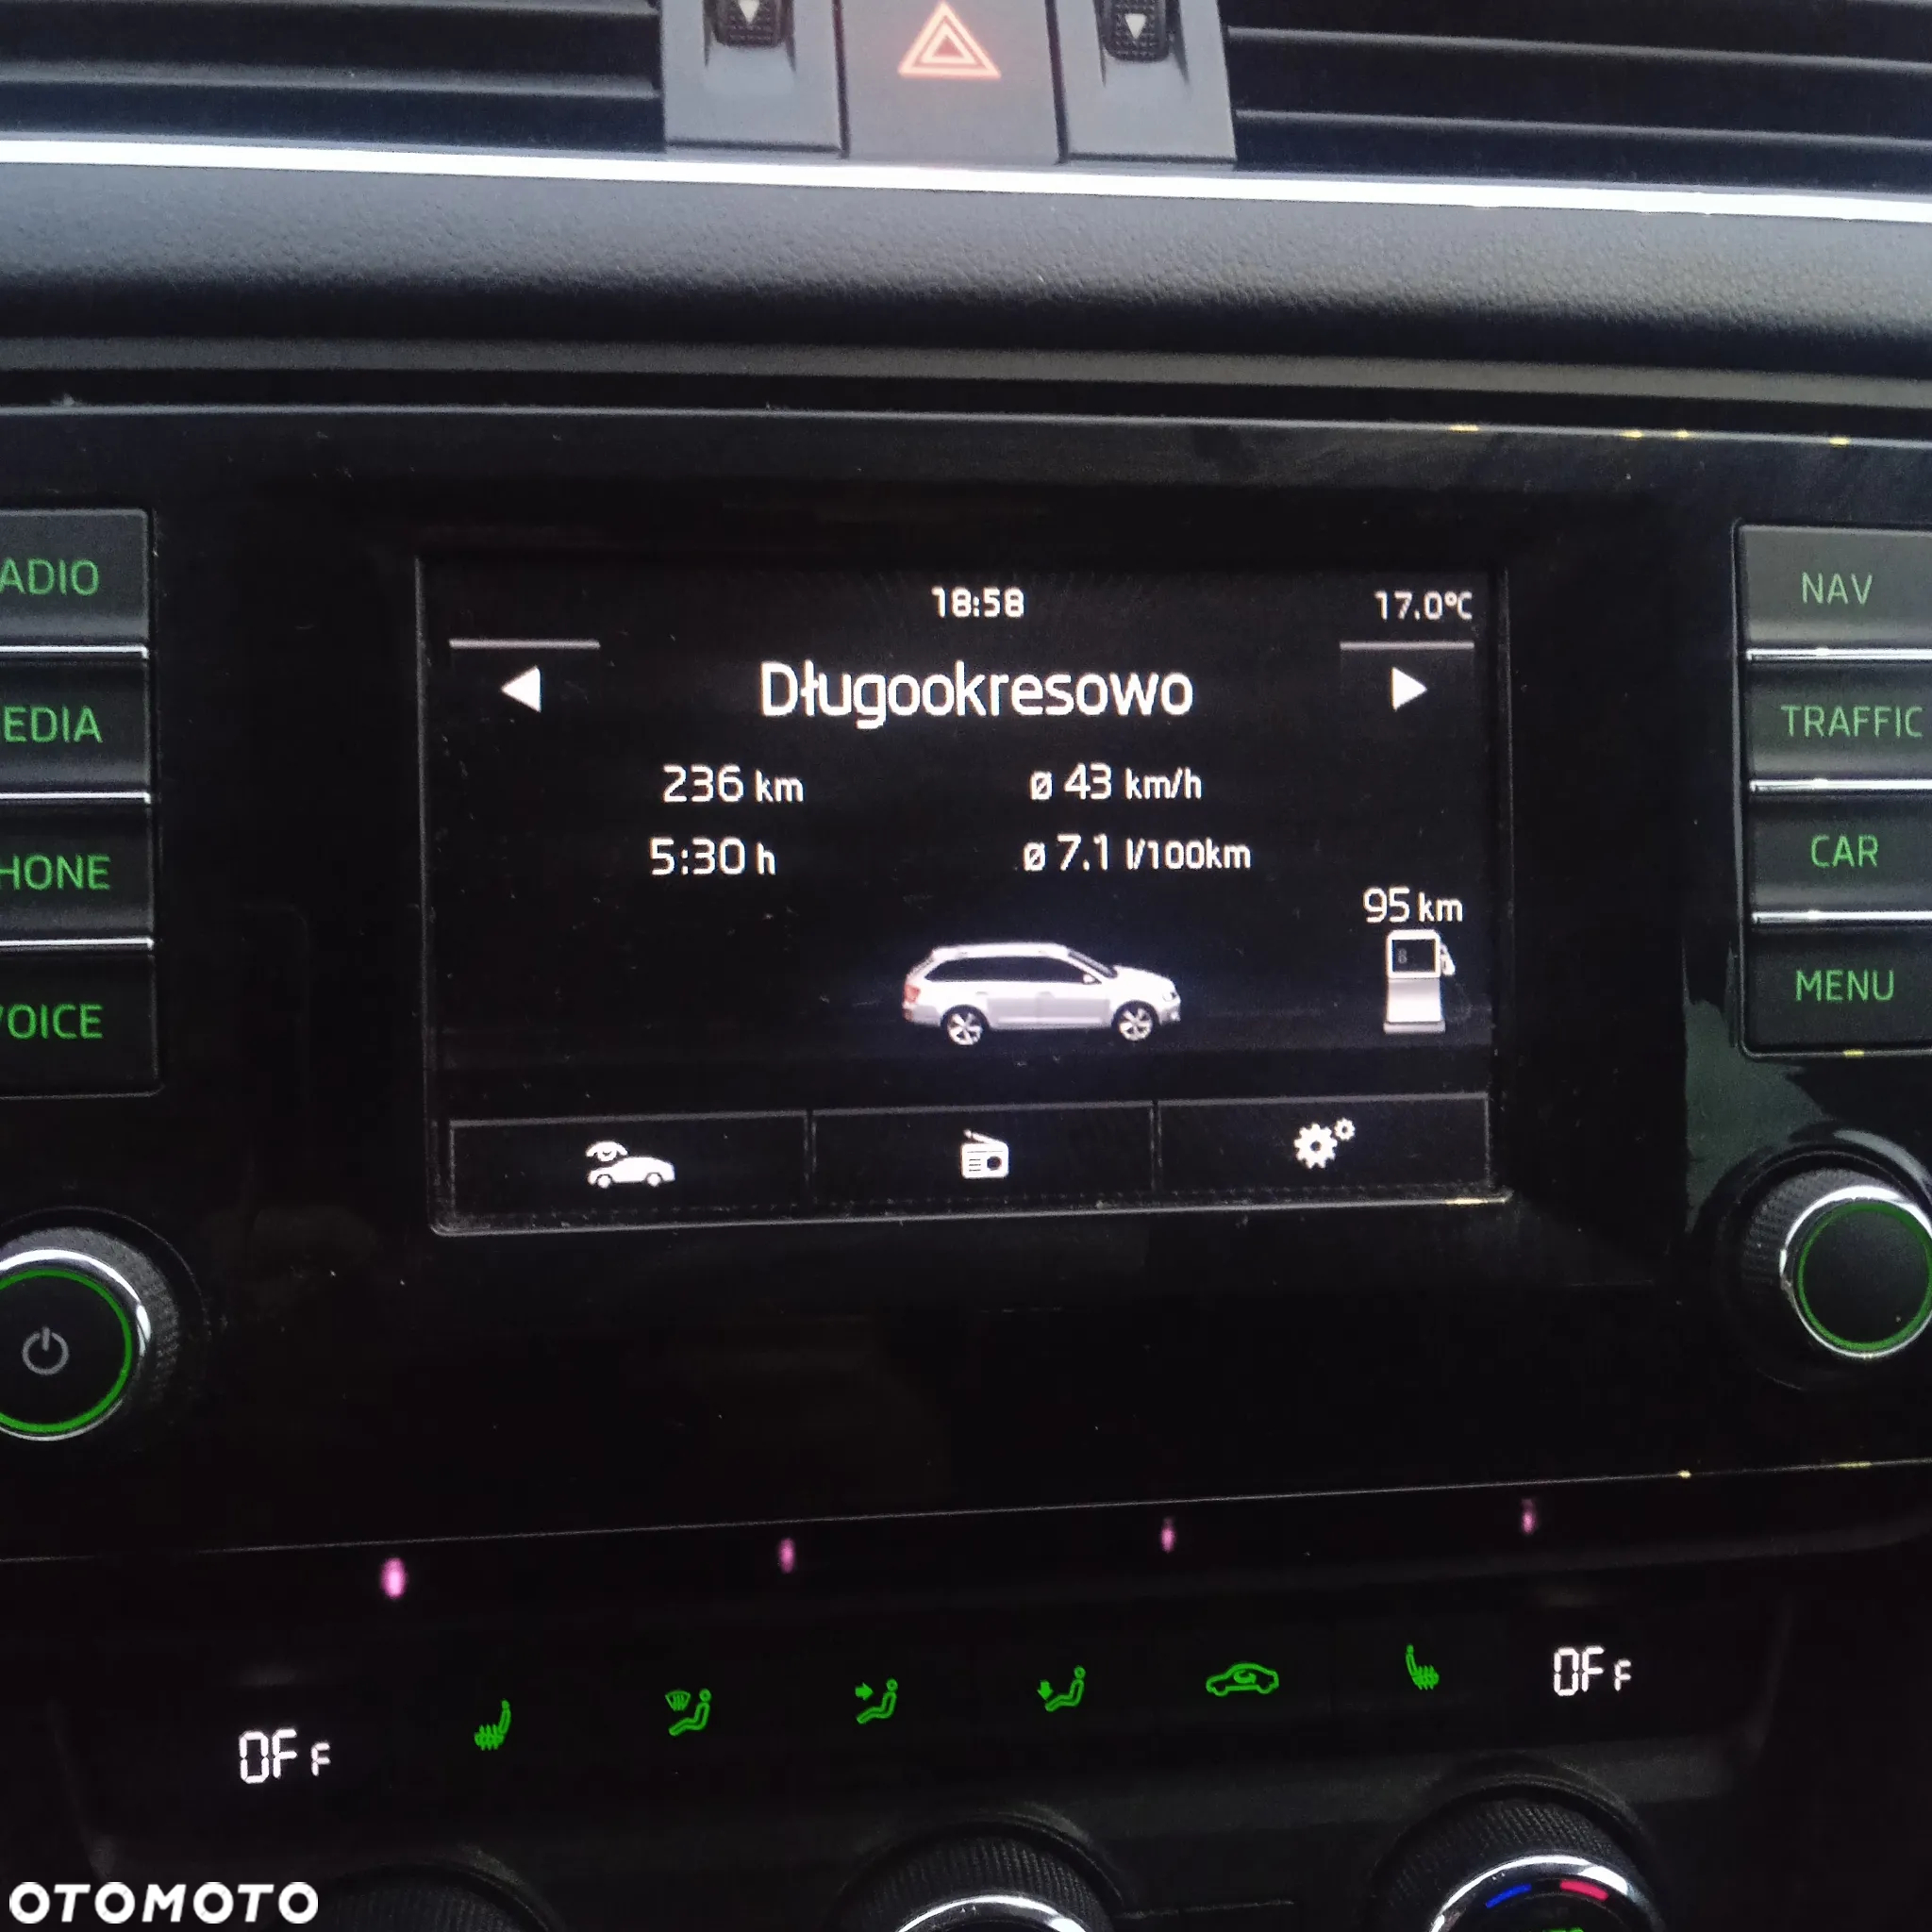 18:58
17.0°C
Długookresowo
236 km
ø 43 km/h
5:30 h
ø 7.1 l/100km
95 km
ADIO
EDIA
HONE
VOICE
NAV
TRAFFIC
CAR
MENU
OFF
OFF
OTOMOTO